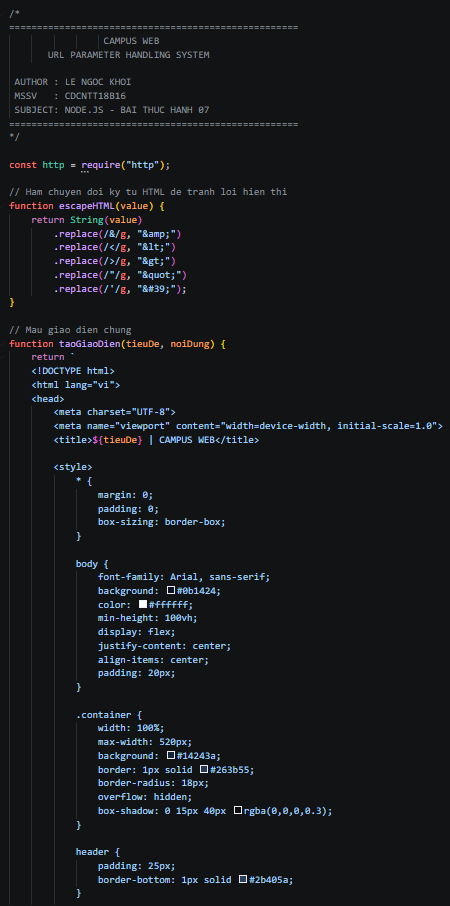 /*
=====================================================
CAMPUS WEB
URL PARAMETER HANDLING SYSTEM
AUTHOR : LE NGOC KHOI
MSSV   : CDCNTT18B16
SUBJECT: NODE.JS - BAI THUC HANH 07
=====================================================
*/
const http = require("http");
// Ham chuyen doi ky tu HTML de tranh loi hien thi
function escapeHTML(value) {
return String(value)
.replace(/&/g, "&amp;")
.replace(/</g, "&lt;")
.replace(/>/g, "&gt;")
.replace(/"/g, "&quot;")
.replace(/'/g, "&#39;");
}
// Mau giao dien chung
function taoGiaoDien(tieuDe, noiDung) {
return `
<!DOCTYPE html>
<html lang="vi">
<head>
<meta charset="UTF-8">
<meta name="viewport" content="width=device-width, initial-scale=1.0">
<title>${tieuDe} | CAMPUS WEB</title>
<style>
* {
margin: 0;
padding: 0;
box-sizing: border-box;
}
body {
font-family: Arial, sans-serif;
background: #0b1424;
color: #ffffff;
min-height: 100vh;
display: flex;
justify-content: center;
align-items: center;
padding: 20px;
}
.container {
width: 100%;
max-width: 520px;
background: #14243a;
border: 1px solid #263b55;
border-radius: 18px;
overflow: hidden;
box-shadow: 0 15px 40px rgba(0,0,0,0.3);
}
header {
padding: 25px;
border-bottom: 1px solid #2b405a;
}